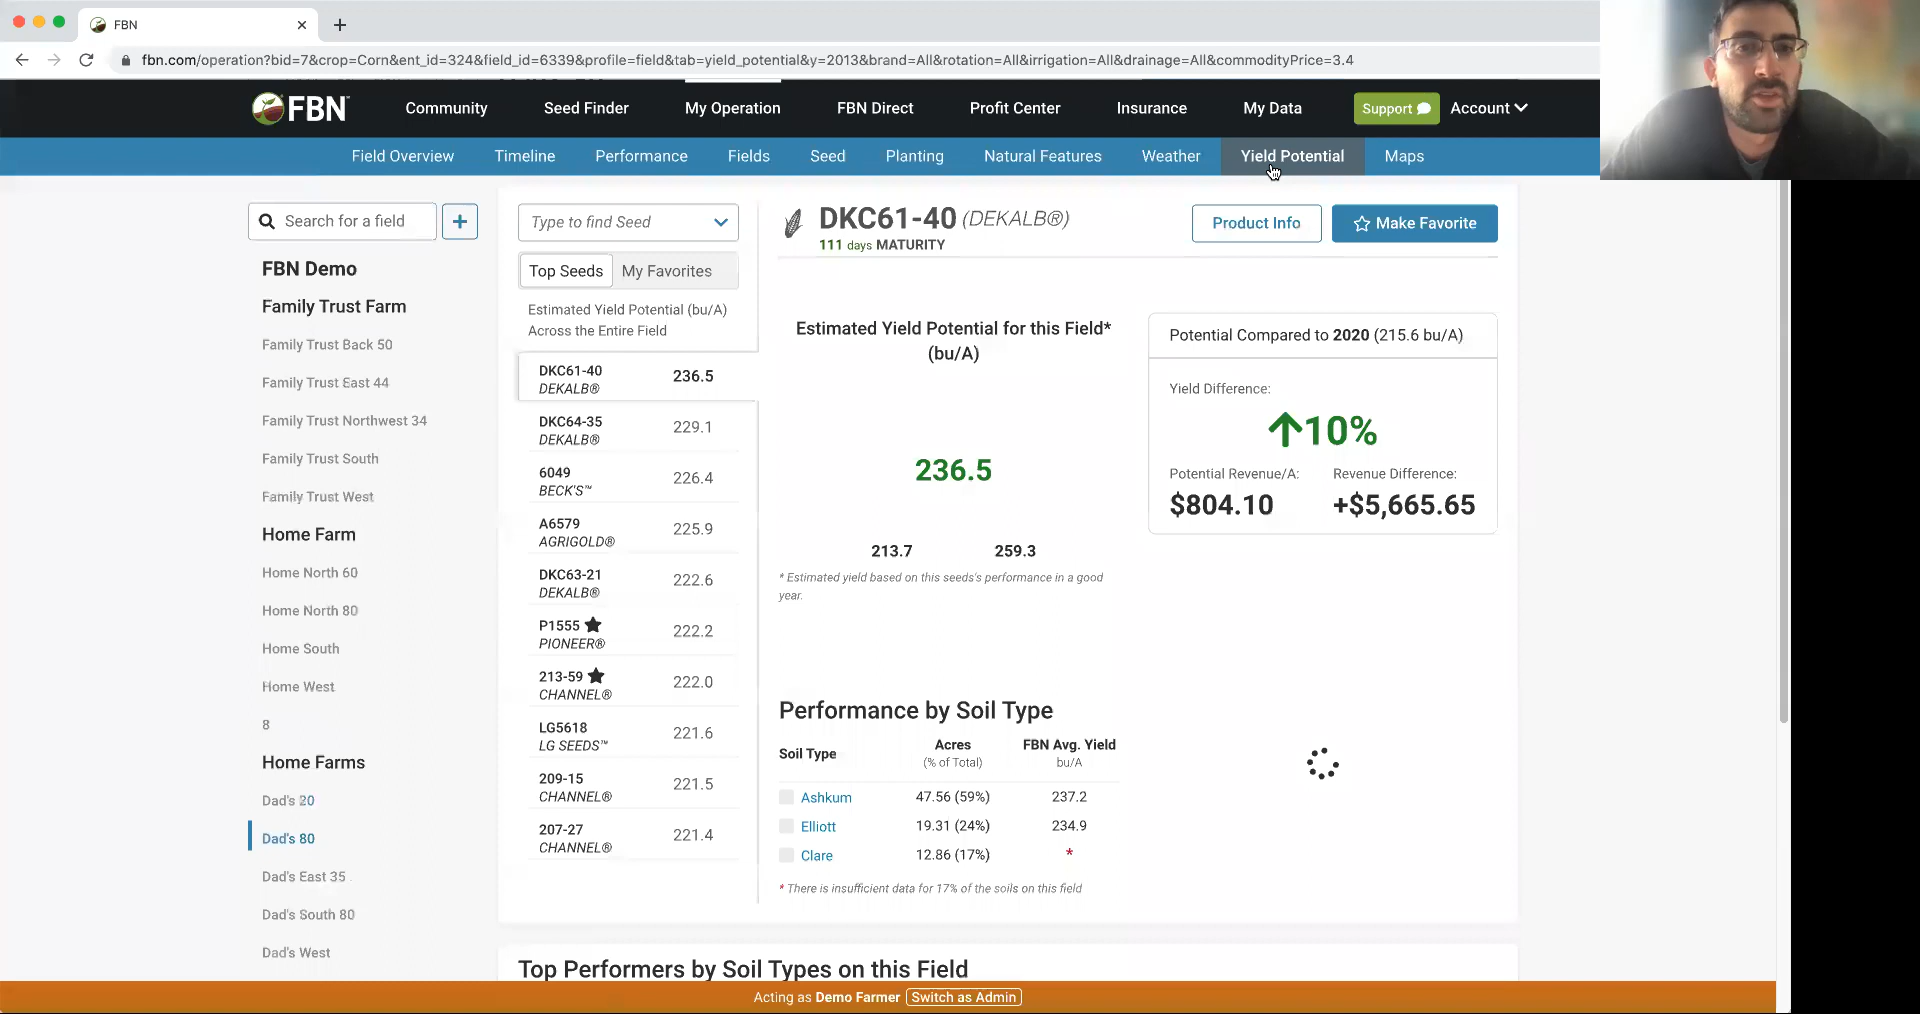 FBN
fbn.com/operation?bid=7&crop=Corn&ent_id=324&field_id=6339&profile=field&tab=yield_potential&y=2013&brand=All&rotation=All&irrigation=All&drainage=All&commodityPrice=3.4
FBN Community Seed Finder My Operation FBN Direct Profit Center Insurance My Data Support Account
Field Overview Timeline Performance Fields Seed Planting Natural Features Weather Yield Potential Maps
Search for a field +
FBN Demo
Family Trust Farm
Family Trust Back 50
Family Trust East 44
Family Trust Northwest 34
Family Trust South
Family Trust West
Home Farm
Home North 60
Home North 80
Home South
Home West
8
Home Farms
Dad's 20
Dad's 80
Dad's East 35
Dad's South 80
Dad's West
Type to find Seed
Top Seeds My Favorites
Estimated Yield Potential (bu/A)
Across the Entire Field
DKC61-40 236.5
DEKALB®
DKC64-35 229.1
DEKALB®
6049 226.4
BECK'S™
A6579 225.9
AGRIGOLD®
DKC63-21 222.6
DEKALB®
P1555 ★ 222.2
PIONEER®
213-59 ★ 222.0
CHANNEL®
LG5618 221.6
LG SEEDS™
209-15 221.5
CHANNEL®
207-27 221.4
CHANNEL®
DKC61-40 (DEKALB®)
111 days MATURITY
Product Info
Make Favorite
Estimated Yield Potential for this Field*
(bu/A)
236.5
213.7 259.3
* Estimated yield based on this seeds's performance in a good
year.
Potential Compared to 2020 (215.6 bu/A)
Yield Difference:
10%
Potential Revenue/A: Revenue Difference:
$804.10 +$5,665.65
Performance by Soil Type
Soil Type Acres FBN Avg. Yield
(% of Total) bu/A
Ashkum 47.56 (59%) 237.2
Elliott 19.31 (24%) 234.9
Clare 12.86 (17%) *
* There is insufficient data for 17% of the soils on this field
Top Performers by Soil Types on this Field
Acting as Demo Farmer Switch as Admin